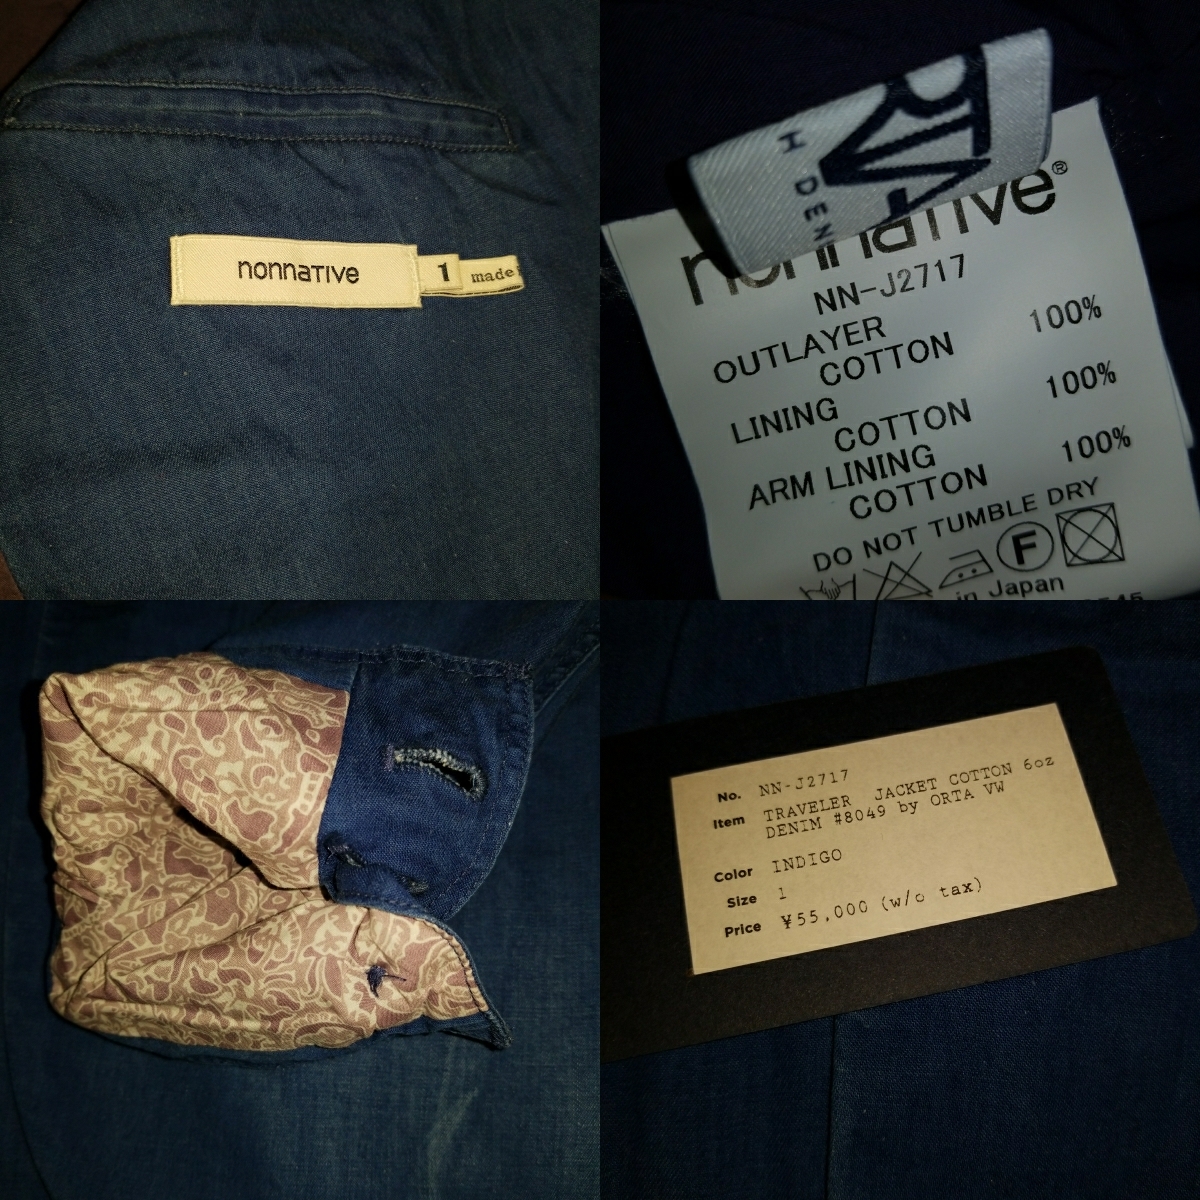 nonnative
1
made
H DEN
nonnative®
NN-J2717
OUTLAYER
COTTON 100%
LINING
COTTON 100%
ARM LINING
COTTON 100%
DO NOT TUMBLE DRY
F
in Japan
No. NN-J2717
Item TRAVELER JACKET COTTON 6oz
DENIM #8049 by ORTA VW
Color INDIGO
Size 1
Price ¥55,000 (w/o tax)